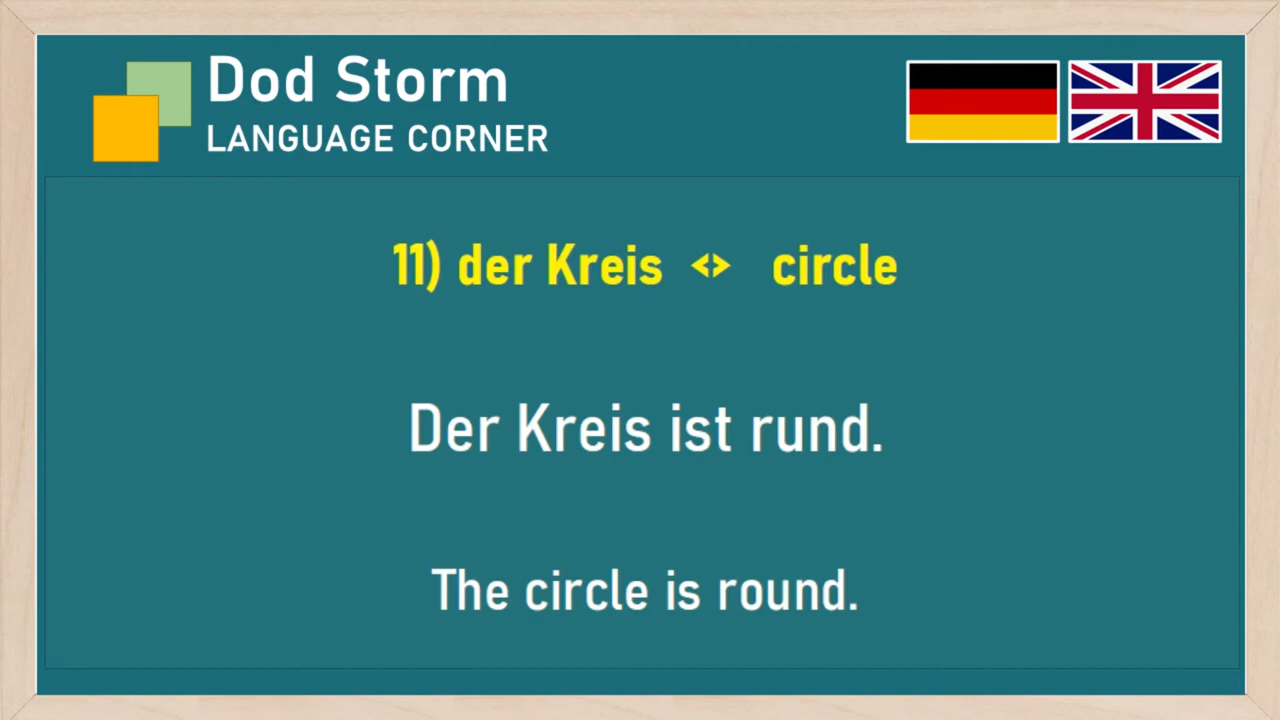 Dod Storm
LANGUAGE CORNER
11) der Kreis <> circle
Der Kreis ist rund.
The circle is round.